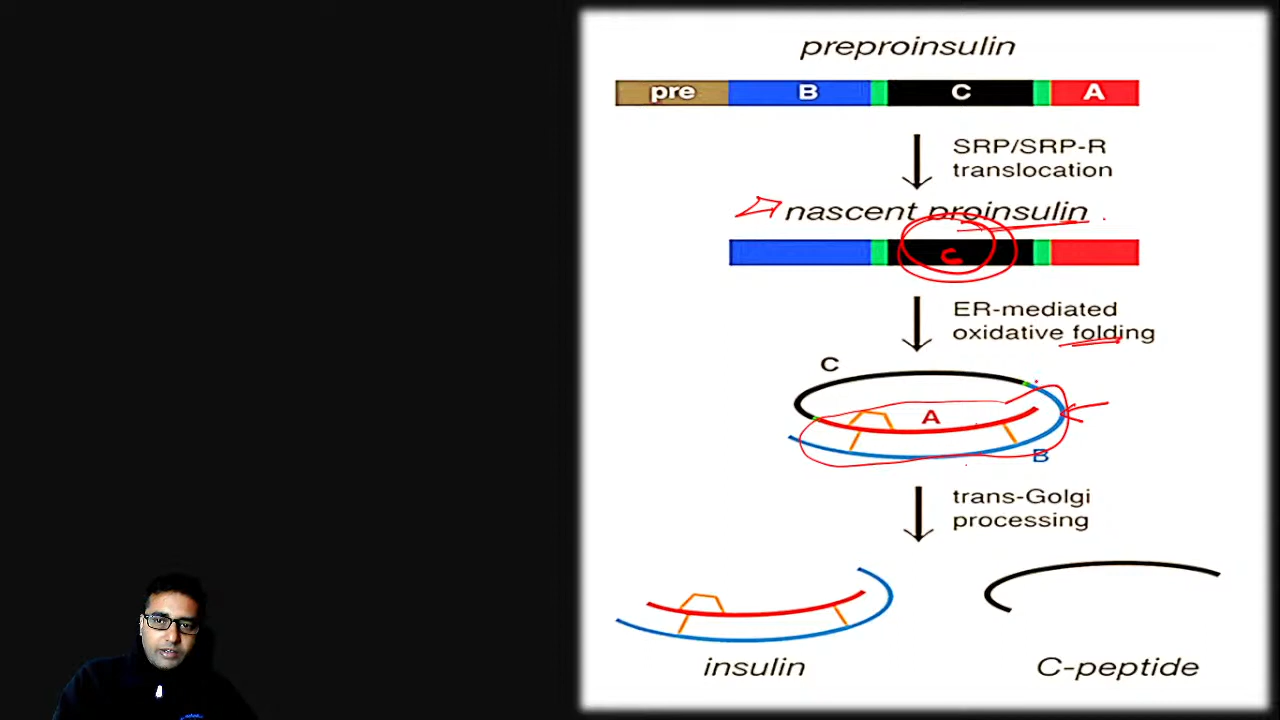 preproinsulin
pre B C A
SRP/SRP-R
translocation
nascent proinsulin
C
ER-mediated
oxidative folding
C
A
B
trans-Golgi
processing
insulin C-peptide